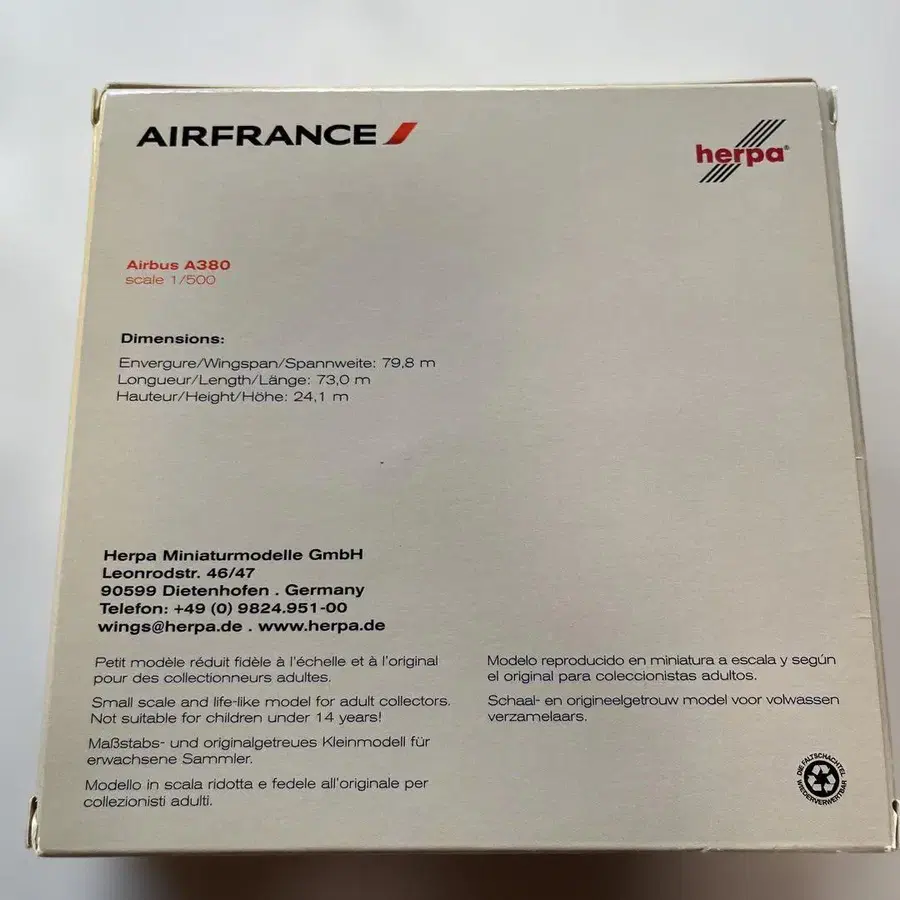 AIRFRANCE
herpa®
Airbus A380
scale 1/500
Dimensions:
Envergure/Wingspan/Spannweite: 79,8 m
Longueur/Length/Länge: 73,0 m
Hauteur/Height/Höhe: 24,1 m
Herpa Miniaturmodelle GmbH
Leonrodstr. 46/47
90599 Dietenhofen . Germany
Telefon: +49 (0) 9824.951-00
wings@herpa.de . www.herpa.de
Petit modèle réduit fidèle à l'échelle et à l'original
pour des collectionneurs adultes.
Small scale and life-like model for adult collectors.
Not suitable for children under 14 years!
Maßstabs- und originalgetreues Kleinmodell für
erwachsene Sammler.
Modello in scala ridotta e fedele all'originale per
collezionisti adulti.
Modelo reproducido en miniatura a escala y según
el original para coleccionistas adultos.
Schaal- en origineelgetrouw model voor volwassen
verzamelaars.
DIE FALTSCHACHTEL
WIEDERVERWERTBAR